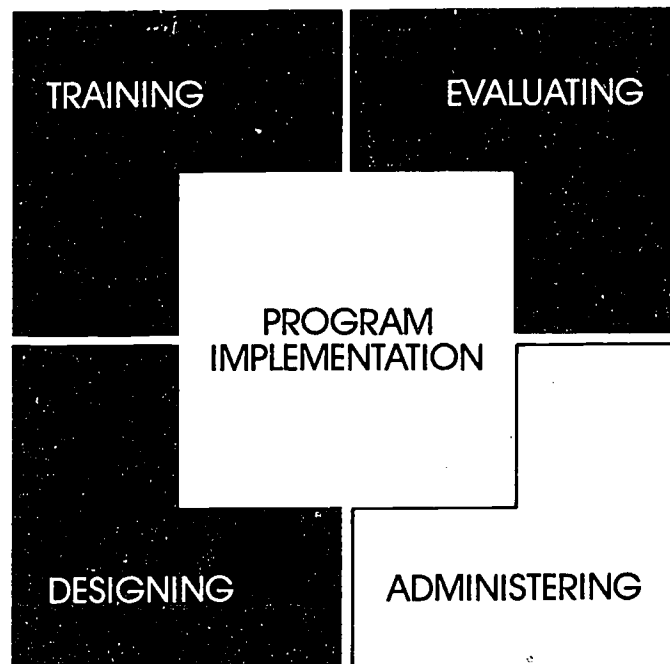 TRAINING
EVALUATING
PROGRAM
IMPLEMENTATION
DESIGNING
ADMINISTERING